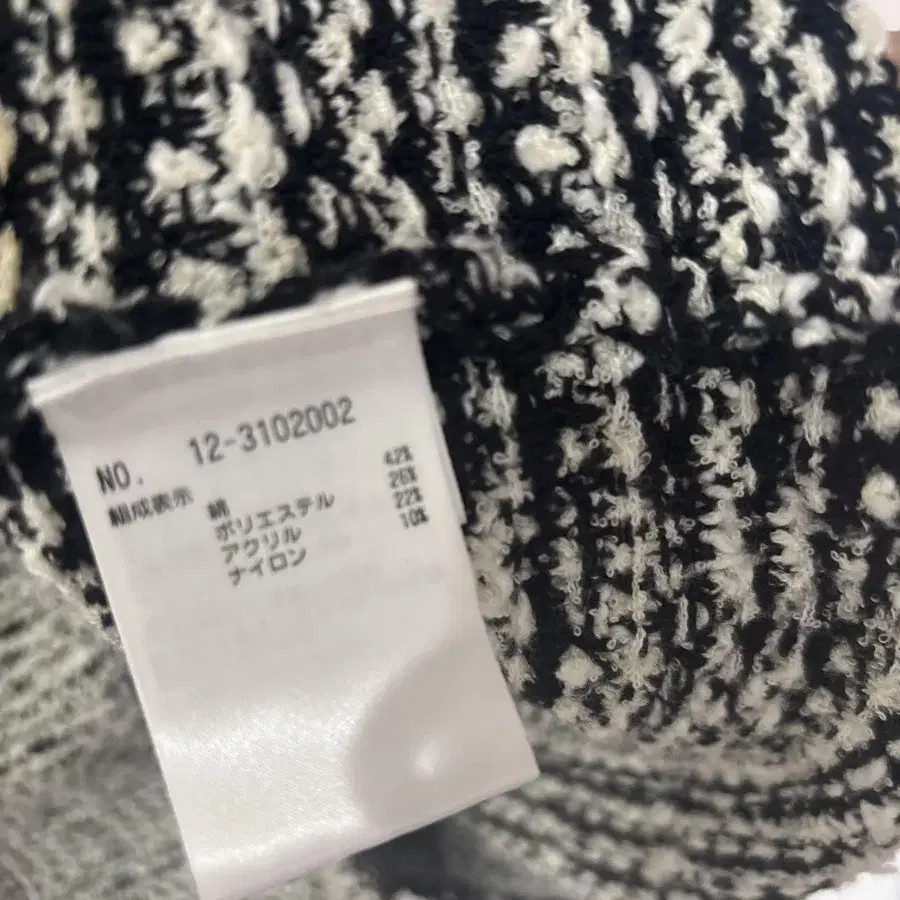 NO. 12-3102002
組成表示 綿 42%
ポリエステル 26%
アクリル 22%
ナイロン 10%